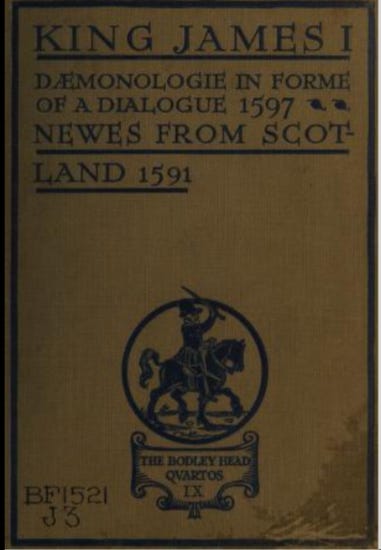 KING JAMES I
DÆMONOLOGIE IN FORME
OF A DIALOGUE 1597
NEWES FROM SCOT-
LAND 1591
THE BODLEY HEAD
QVARTOS
IX
BF1521
J3